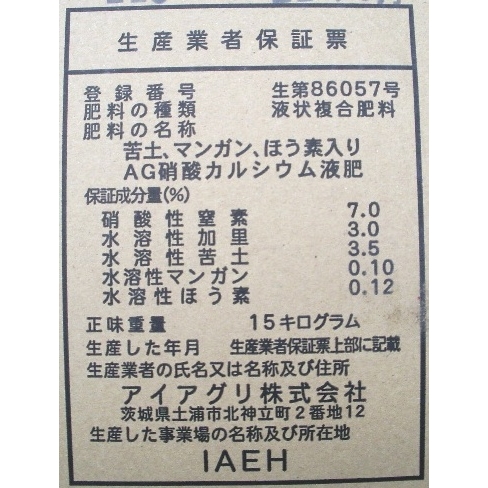 生産業者保証票
登録番号 生第86057号
肥料の種類 液状複合肥料
肥料の名称
苦土、マンガン、ほう素入り
AG硝酸カルシウム液肥
保証成分量(%)
硝酸性窒素 7.0
水溶性加里 3.0
水溶性苦土 3.5
水溶性マンガン 0.10
水溶性ほう素 0.12
正味重量 15キログラム
生産した年月 生産業者保証票上部に記載
生産業者の氏名又は名称及び住所
アイアグリ株式会社
茨城県土浦市北神立町2番地12
生産した事業場の名称及び所在地
IAEH